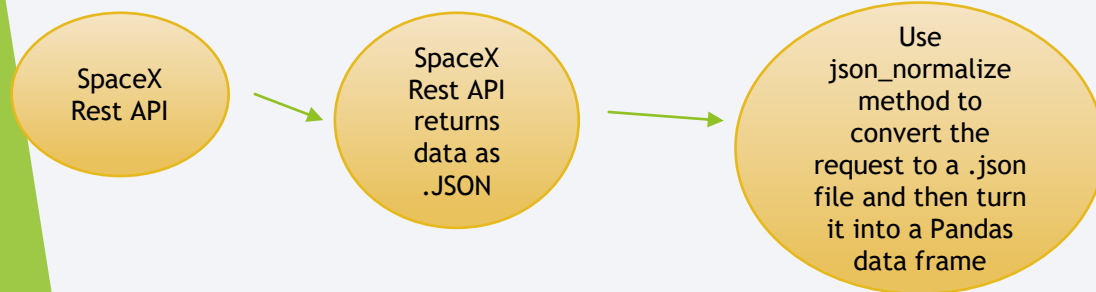 SpaceX
Rest API
SpaceX
Rest API
returns
data as
.JSON
Use
json_normalize
method to
convert the
request to a .json
file and then turn
it into a Pandas
data frame